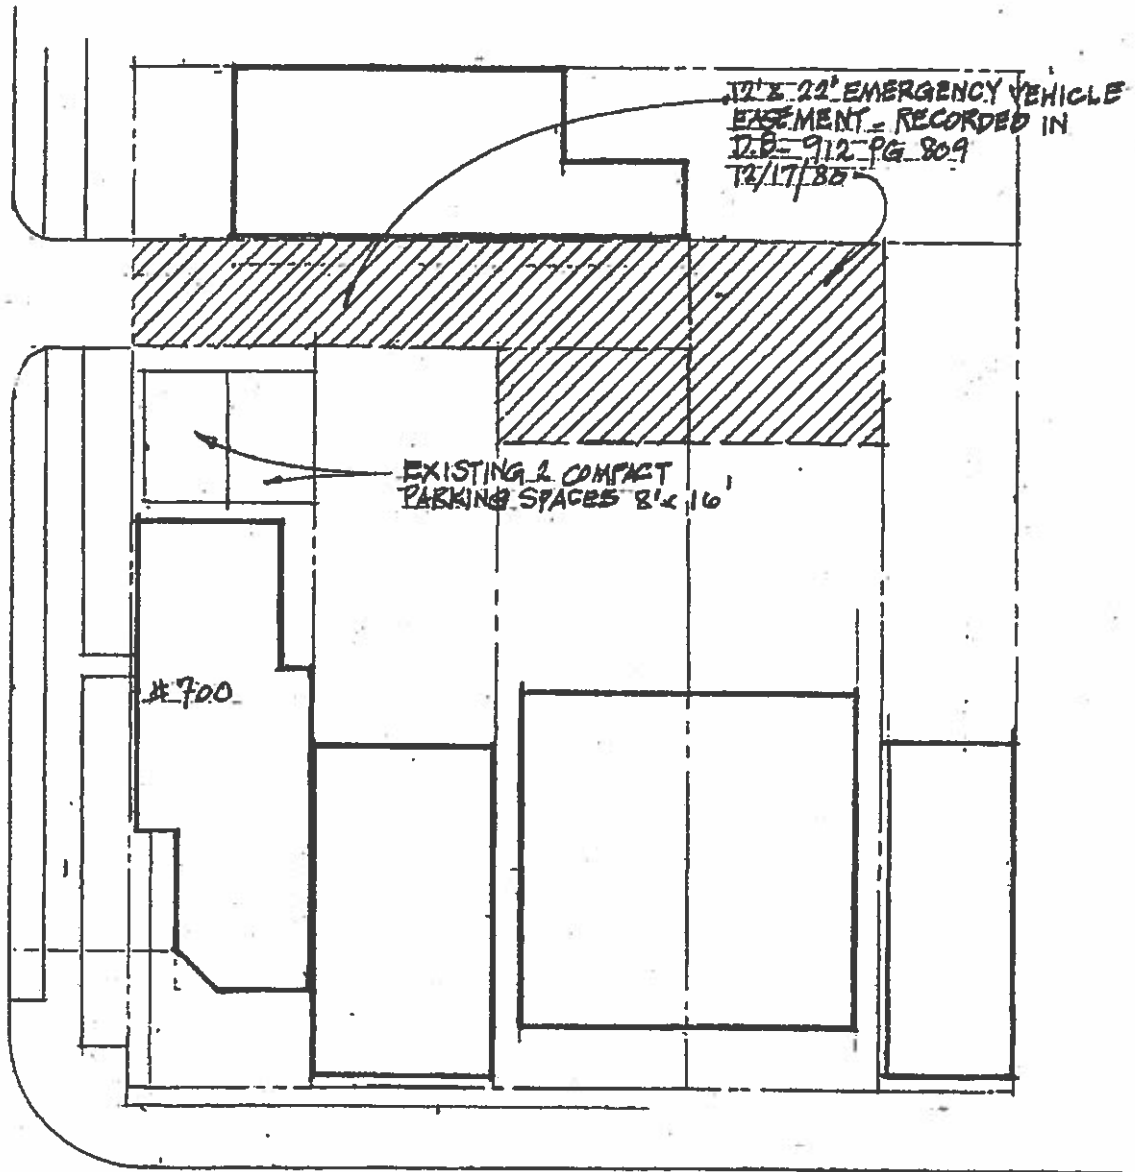 12' & 22' EMERGENCY VEHICLE
EASEMENT - RECORDED IN
D.B. 912 PG 809
12/17/80
EXISTING 2 COMPACT
PARKING SPACES 8' x 16'
#700